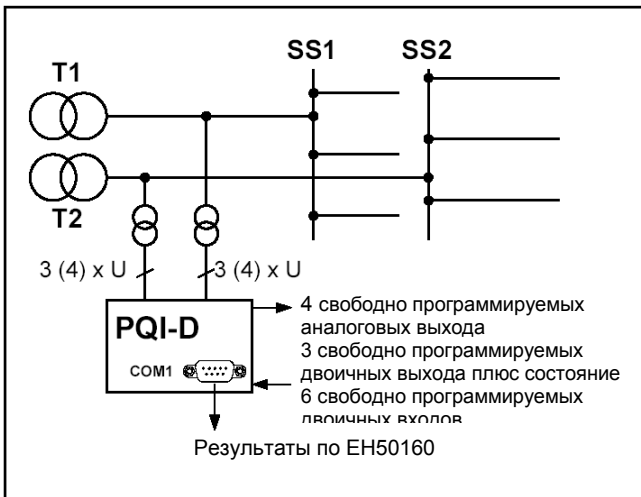 SS1 SS2
T1
T2
3 (4) x U 3 (4) x U
PQI-D
COM1
4 свободно программируемых
аналоговых выхода
3 свободно программируемых
двоичных выхода плюс состояние
6 свободно программируемых
двоичных входов
Результаты по ЕН50160